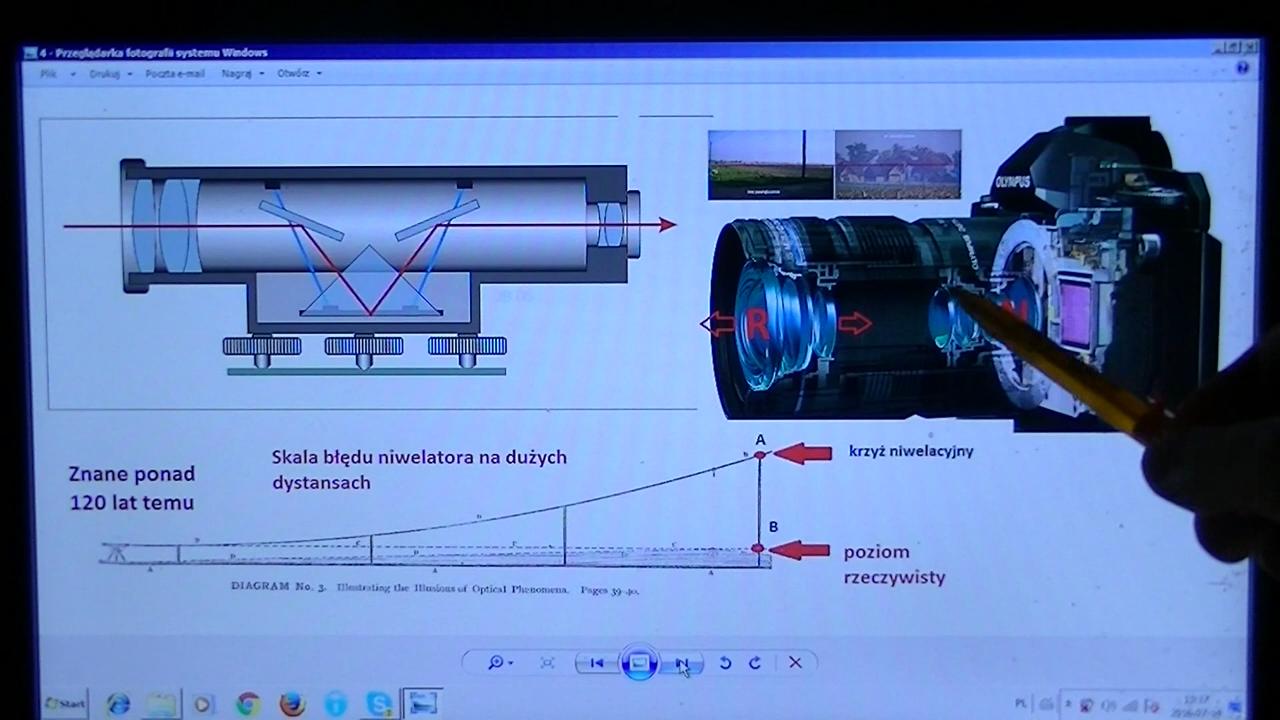 4 - Przeglądarka fotografii systemu Windows
Plik Drukuj Poczta e-mail Nagraj Otwórz
OLYMPUS
R
N
Znane ponad
120 lat temu
Skala błędu niwelatora na dużych
dystansach
A
krzyż niwelacyjny
B
poziom
rzeczywisty
DIAGRAM No. 3. Illustrating the Illusions of Optical Phenomena. Pages 39-40.
Start
PL